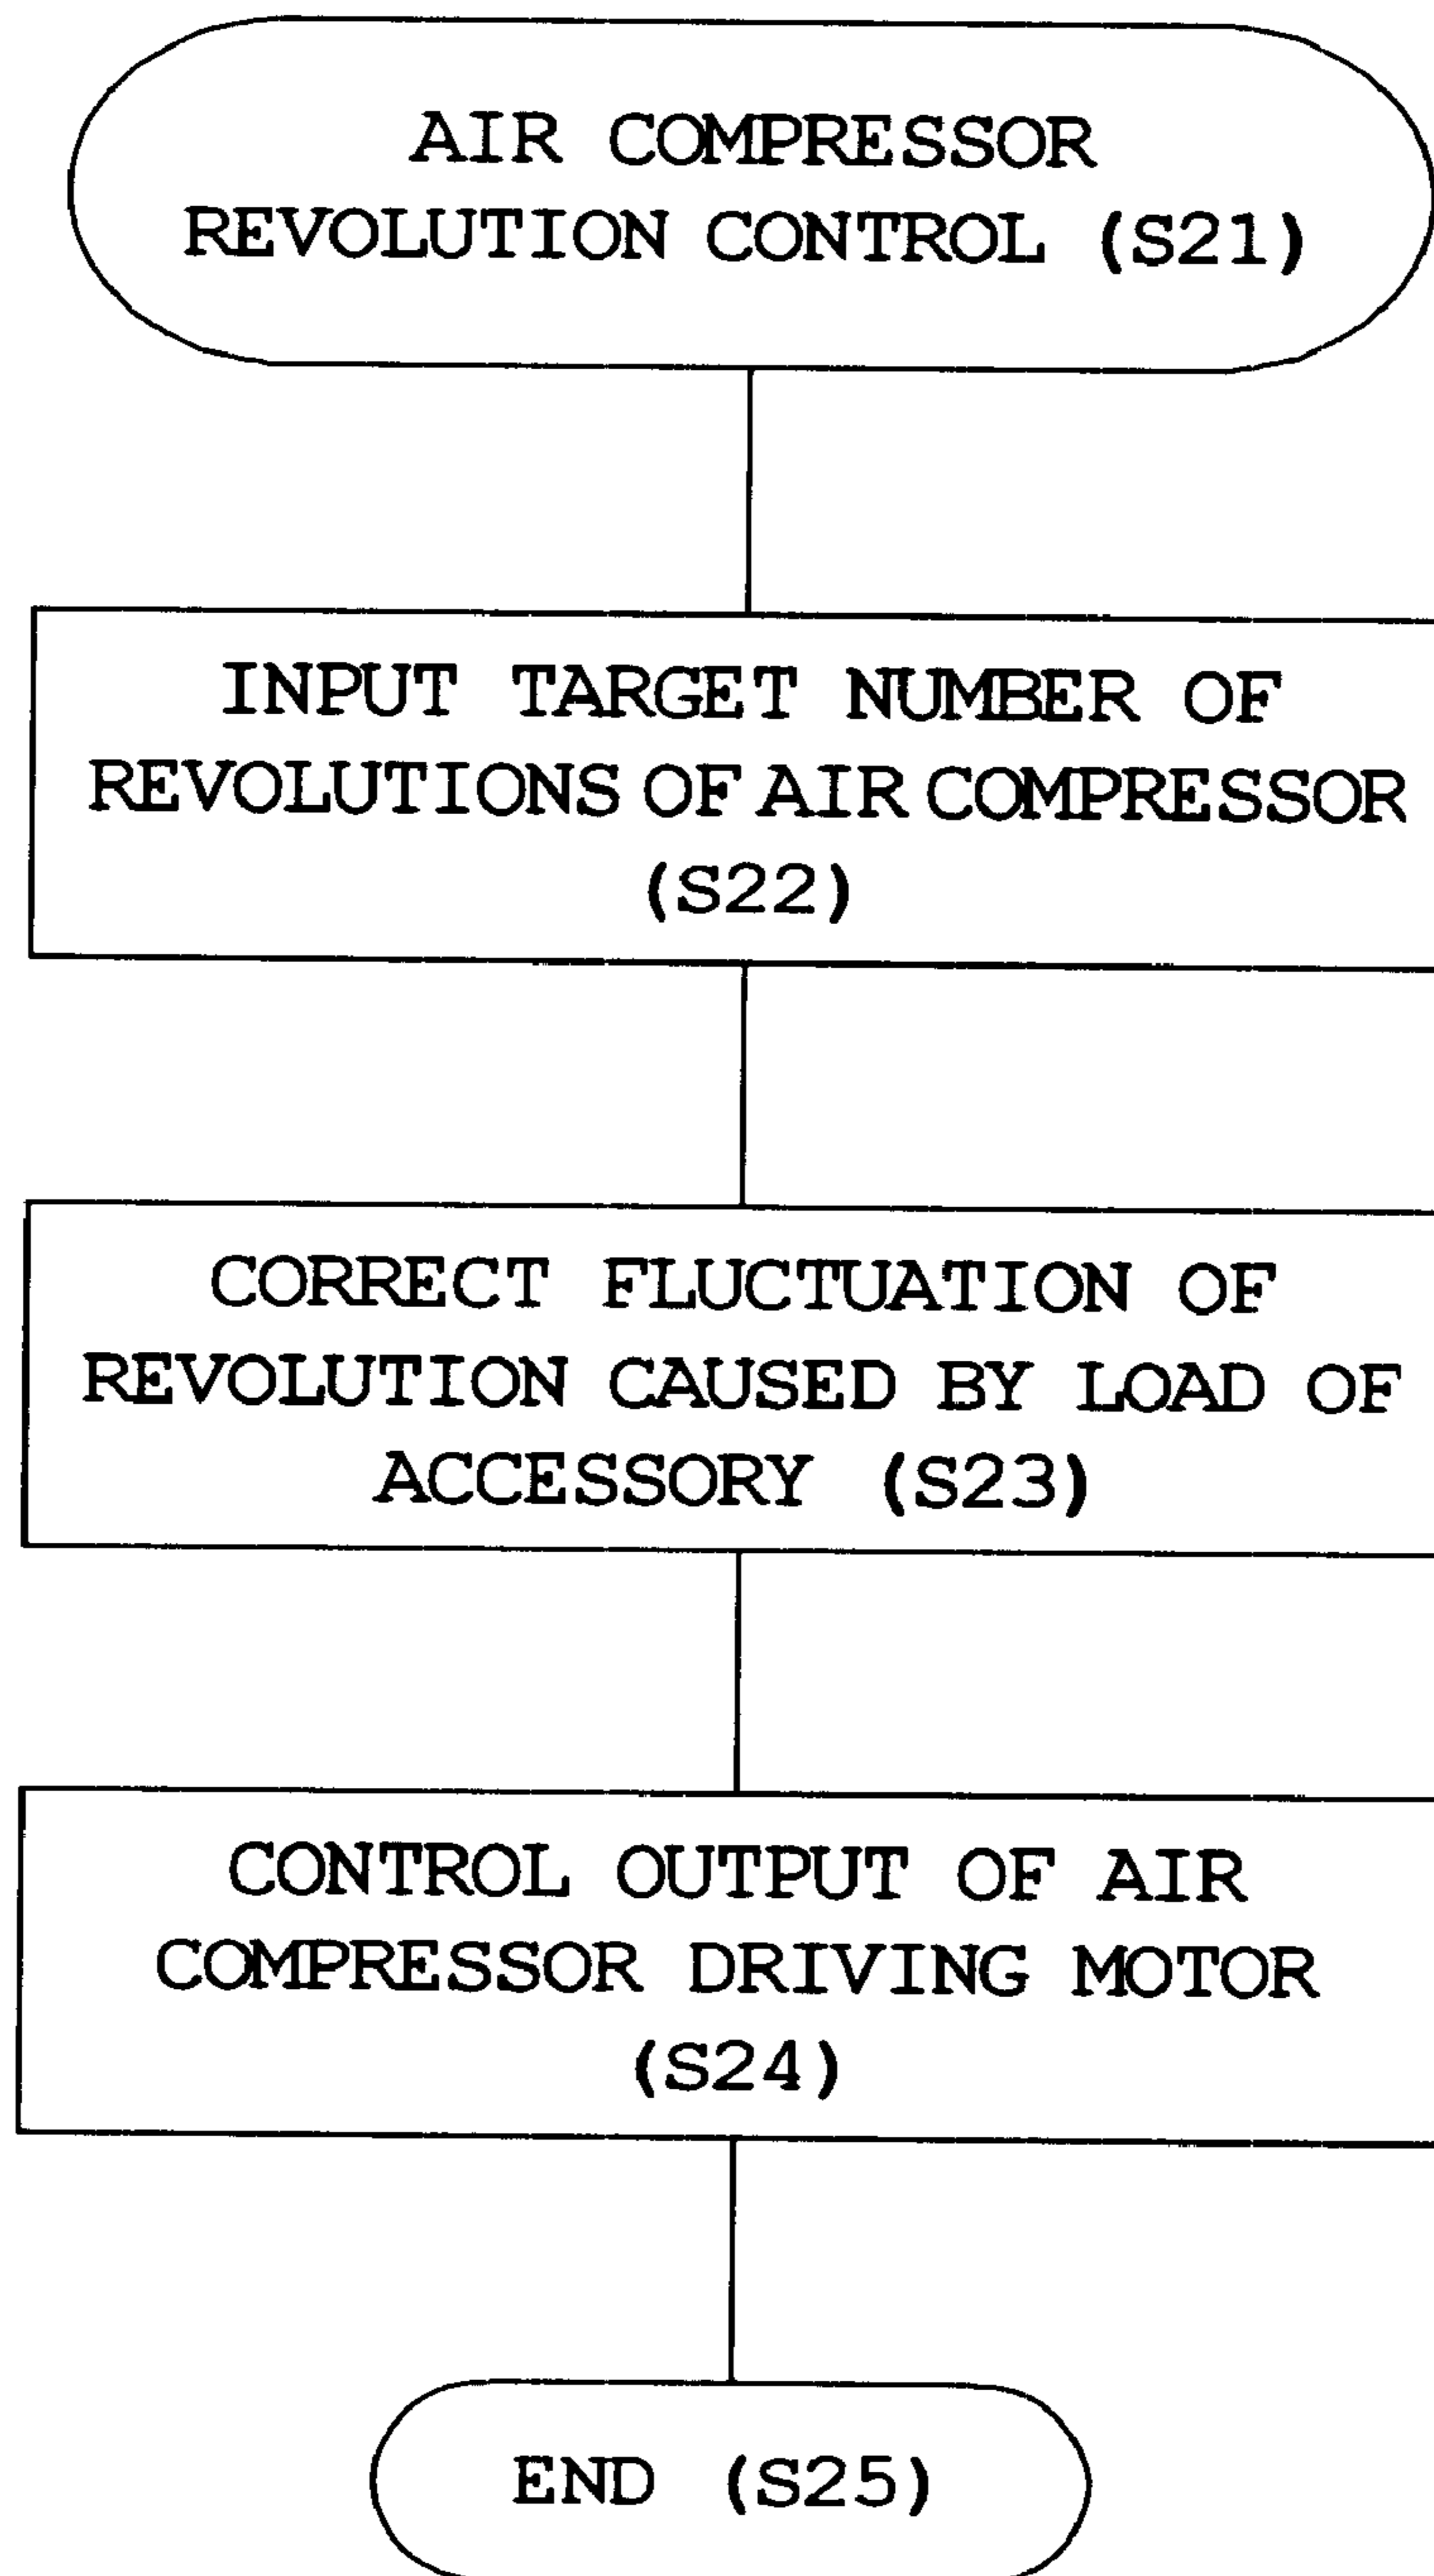 AIR COMPRESSOR
REVOLUTION CONTROL (S21)
INPUT TARGET NUMBER OF
REVOLUTIONS OF AIR COMPRESSOR
(S22)
CORRECT FLUCTUATION OF
REVOLUTION CAUSED BY LOAD OF
ACCESSORY (S23)
CONTROL OUTPUT OF AIR
COMPRESSOR DRIVING MOTOR
(S24)
END (S25)